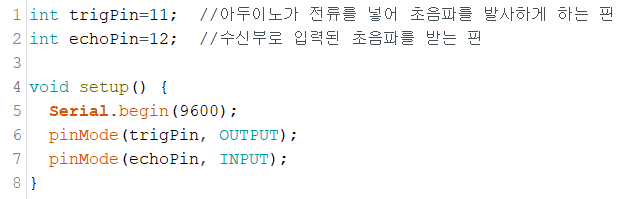 1 int trigPin=11;  //아두이노가 전류를 넣어 초음파를 발사하게 하는 핀
2 int echoPin=12;  //수신부로 입력된 초음파를 받는 핀
3
4 void setup() {
5   Serial.begin(9600);
6   pinMode(trigPin, OUTPUT);
7   pinMode(echoPin, INPUT);
8 }